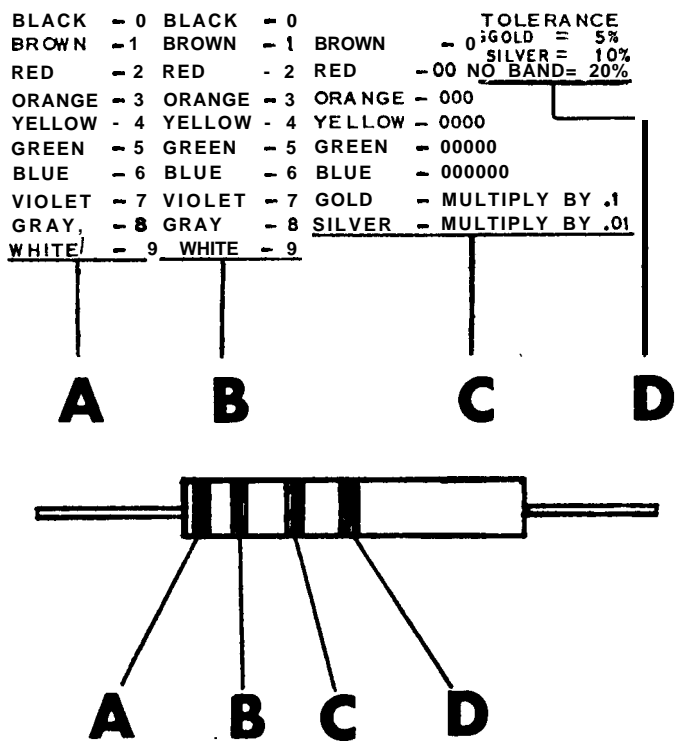 BLACK - 0 BLACK - 0 TOLERANCE
BROWN - 1 BROWN - 1 BROWN - 0 GGOLD = 5%
SILVER = 10%
RED - 2 RED - 2 RED - 00 NO BAND= 20%
ORANGE - 3 ORANGE - 3 ORANGE - 000
YELLOW - 4 YELLOW - 4 YELLOW - 0000
GREEN - 5 GREEN - 5 GREEN - 00000
BLUE - 6 BLUE - 6 BLUE - 000000
VIOLET - 7 VIOLET - 7 GOLD - MULTIPLY BY .1
GRAY, - 8 GRAY - 8 SILVER - MULTIPLY BY .01
WHITE/ - 9 WHITE - 9
A B C D
A B C D